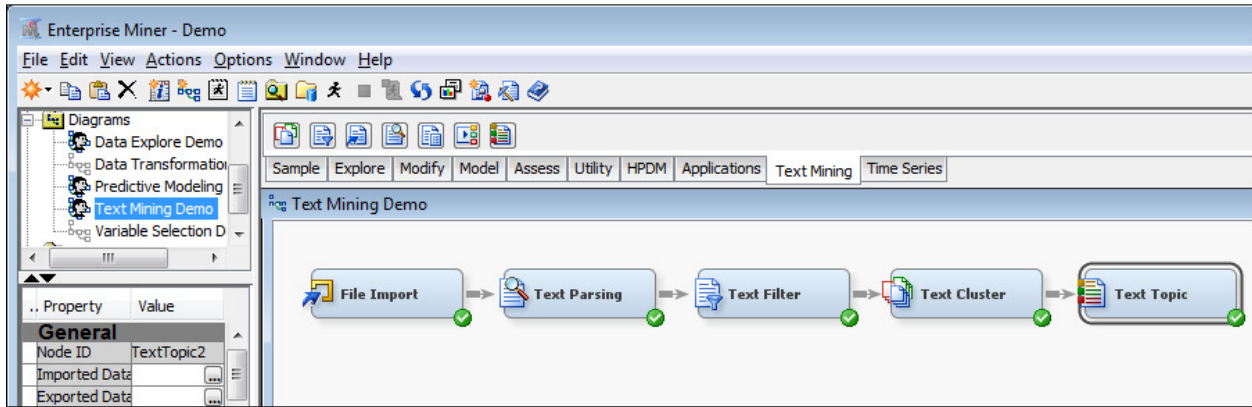 Enterprise Miner - Demo
File Edit View Actions Options Window Help
Diagrams
Data Explore Demo
Data Transformation
Predictive Modeling
Text Mining Demo
Variable Selection D
.. Property Value
General
Node ID TextTopic2
Imported Data ...
Exported Data ...
Sample Explore Modify Model Assess Utility HPDM Applications Text Mining Time Series
Text Mining Demo
File Import Text Parsing Text Filter Text Cluster Text Topic